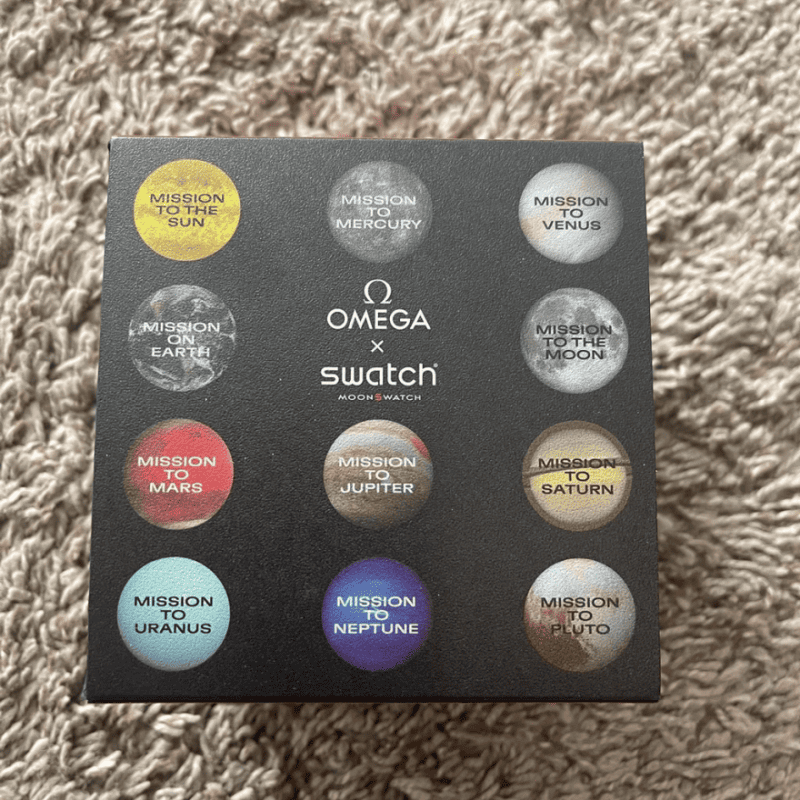 MISSION
TO THE
SUN
MISSION
TO
MERCURY
MISSION
TO
VENUS
MISSION
ON
EARTH
Ω
OMEGA
×
swatch®
MOONSWATCH
MISSION
TO THE
MOON
MISSION
TO
MARS
MISSION
TO
JUPITER
MISSION
TO
SATURN
MISSION
TO
URANUS
MISSION
TO
NEPTUNE
MISSION
TO
PLUTO